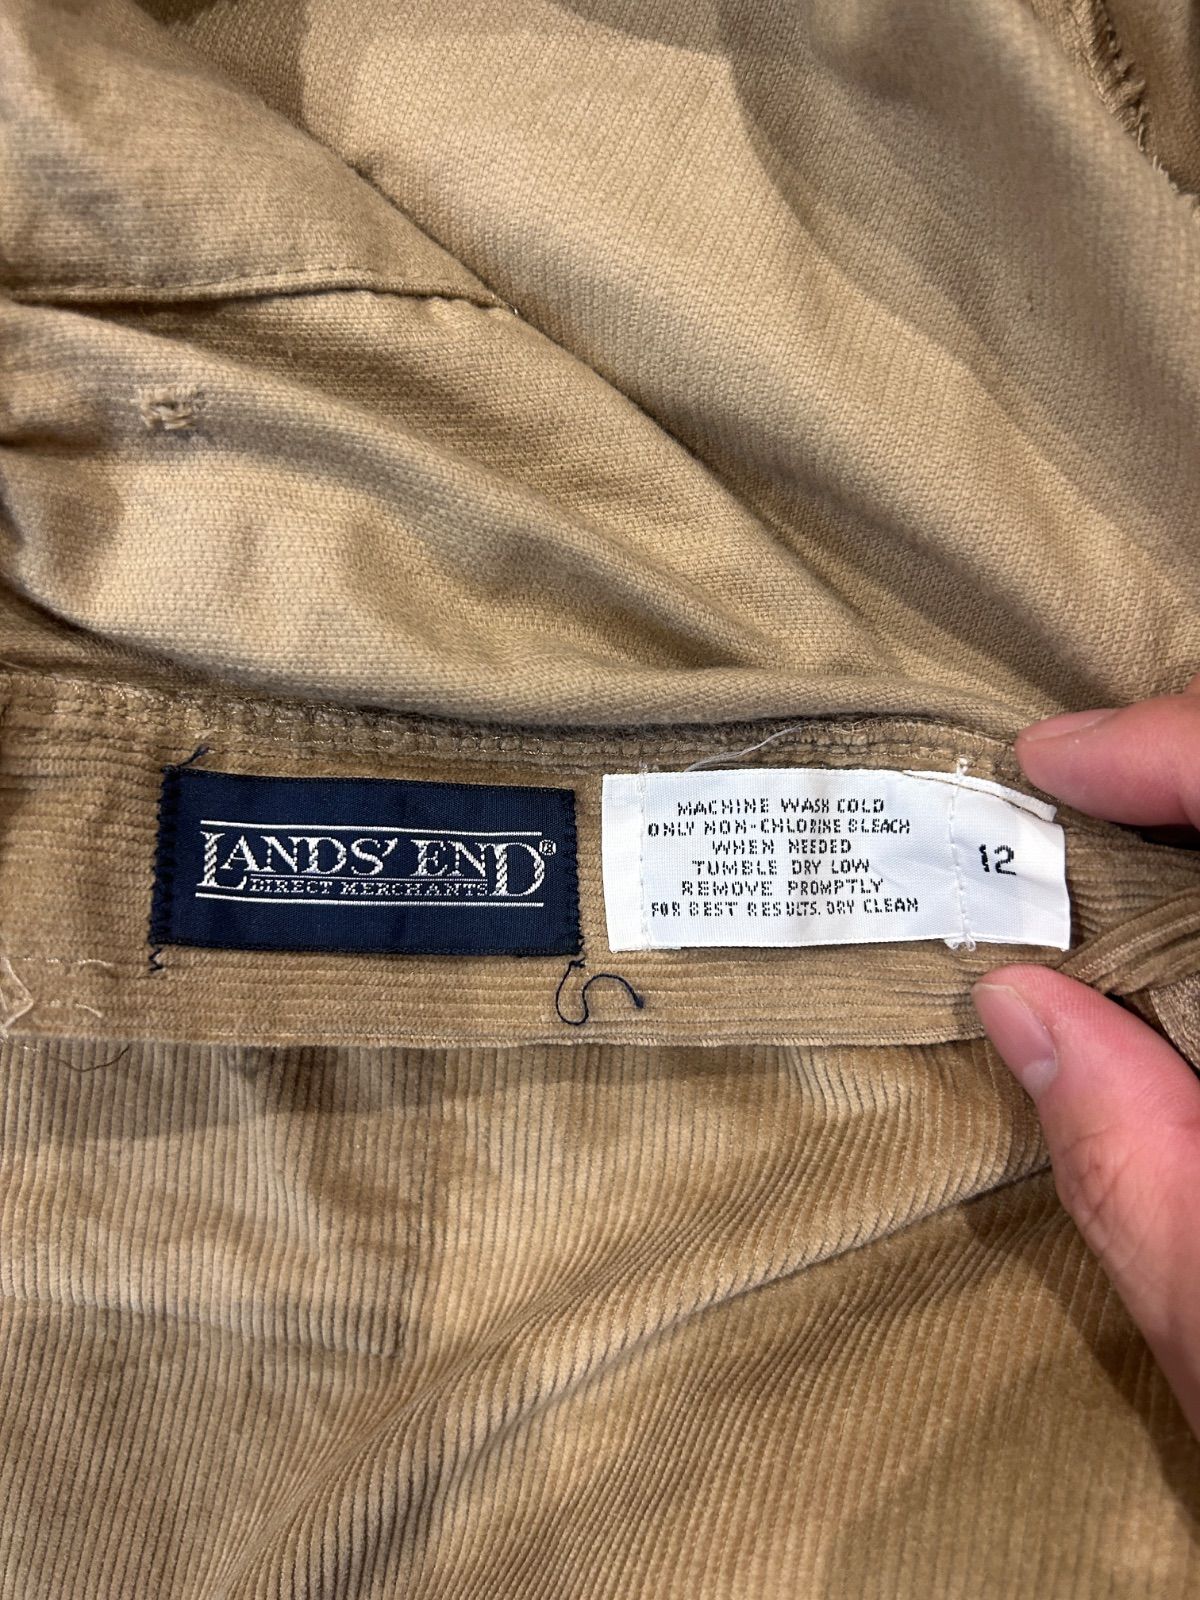 LANDS' END®
DIRECT MERCHANTS
MACHINE WASH COLD
ONLY NON-CHLORINE BLEACH
WHEN NEEDED
TUMBLE DRY LOW
REMOVE PROMPTLY
FOR BEST RESULTS. DRY CLEAN
12